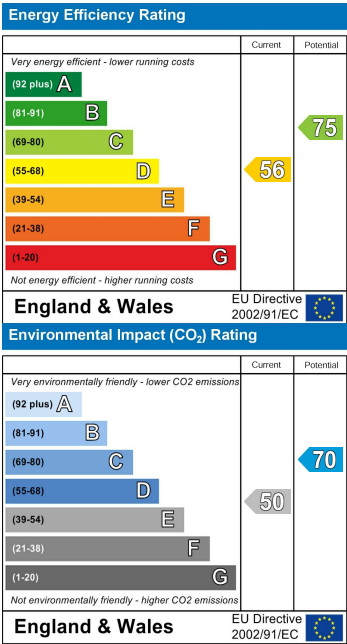 Energy Efficiency Rating
Current Potential
Very energy efficient - lower running costs
(92 plus) A
(81-91) B
(69-80) C
(55-68) D
(39-54) E
(21-38) F
(1-20) G
56
75
Not energy efficient - higher running costs
England & Wales
EU Directive
2002/91/EC
Environmental Impact (CO₂) Rating
Current Potential
Very environmentally friendly - lower CO2 emissions
(92 plus) A
(81-91) B
(69-80) C
(55-68) D
(39-54) E
(21-38) F
(1-20) G
50
70
Not environmentally friendly - higher CO2 emissions
England & Wales
EU Directive
2002/91/EC